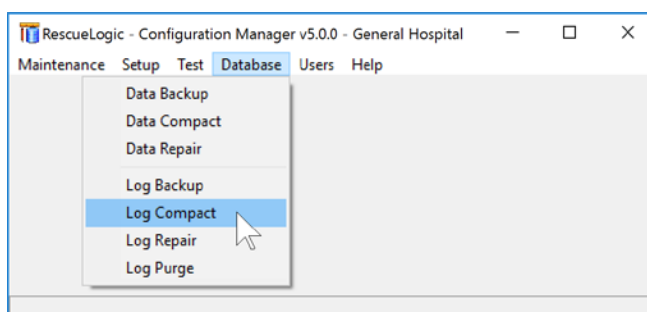 RescueLogic - Configuration Manager v5.0.0 - General Hospital
Maintenance Setup Test Database Users Help
Data Backup
Data Compact
Data Repair
Log Backup
Log Compact
Log Repair
Log Purge